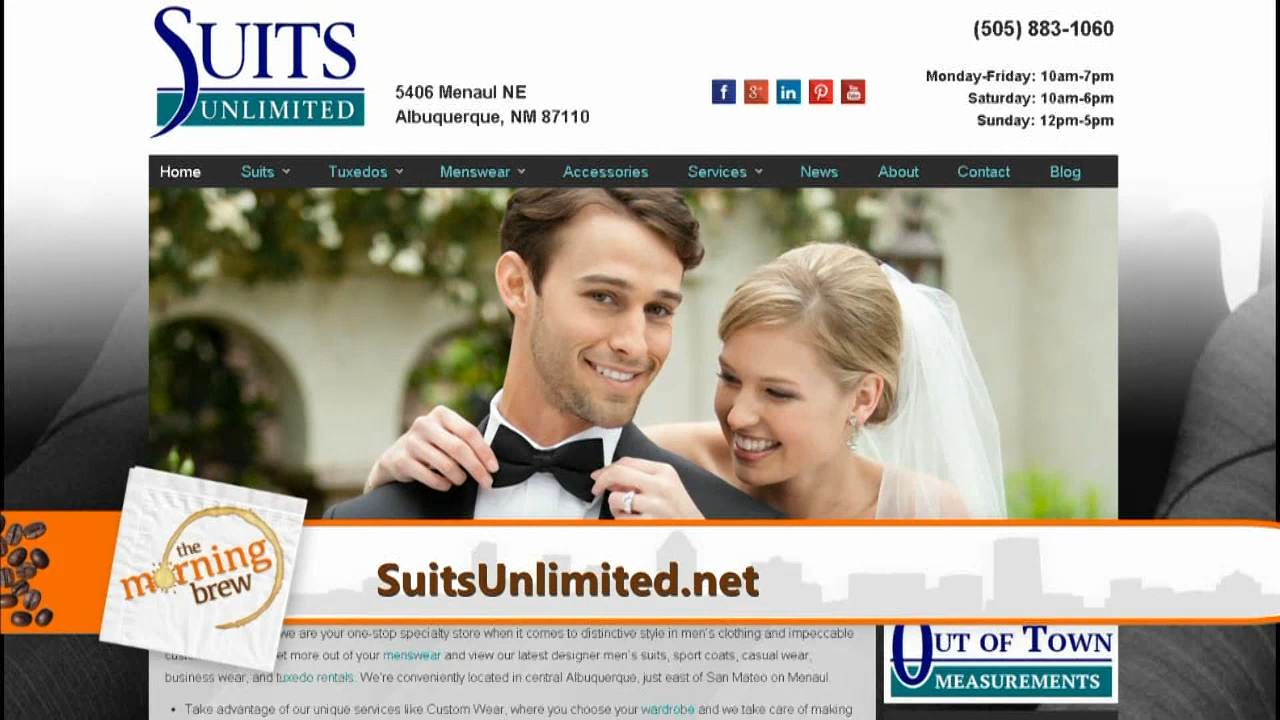 SUITS
UNLIMITED
5406 Menaul NE
Albuquerque, NM 87110
(505) 883-1060
Monday-Friday: 10am-7pm
Saturday: 10am-6pm
Sunday: 12pm-5pm
Home Suits Tuxedos Menswear Accessories Services News About Contact Blog
the
morning
brew
SuitsUnlimited.net
we are your one-stop specialty store when it comes to distinctive style in men's clothing and impeccable
more out of your menswear and view our latest designer men's suits, sport coats, casual wear,
business wear, and tuxedo rentals. We're conveniently located in central Albuquerque, just east of San Mateo on Menaul.
• Take advantage of our unique services like Custom Wear, where you choose your wardrobe and we take care of making
OUT OF TOWN
MEASUREMENTS